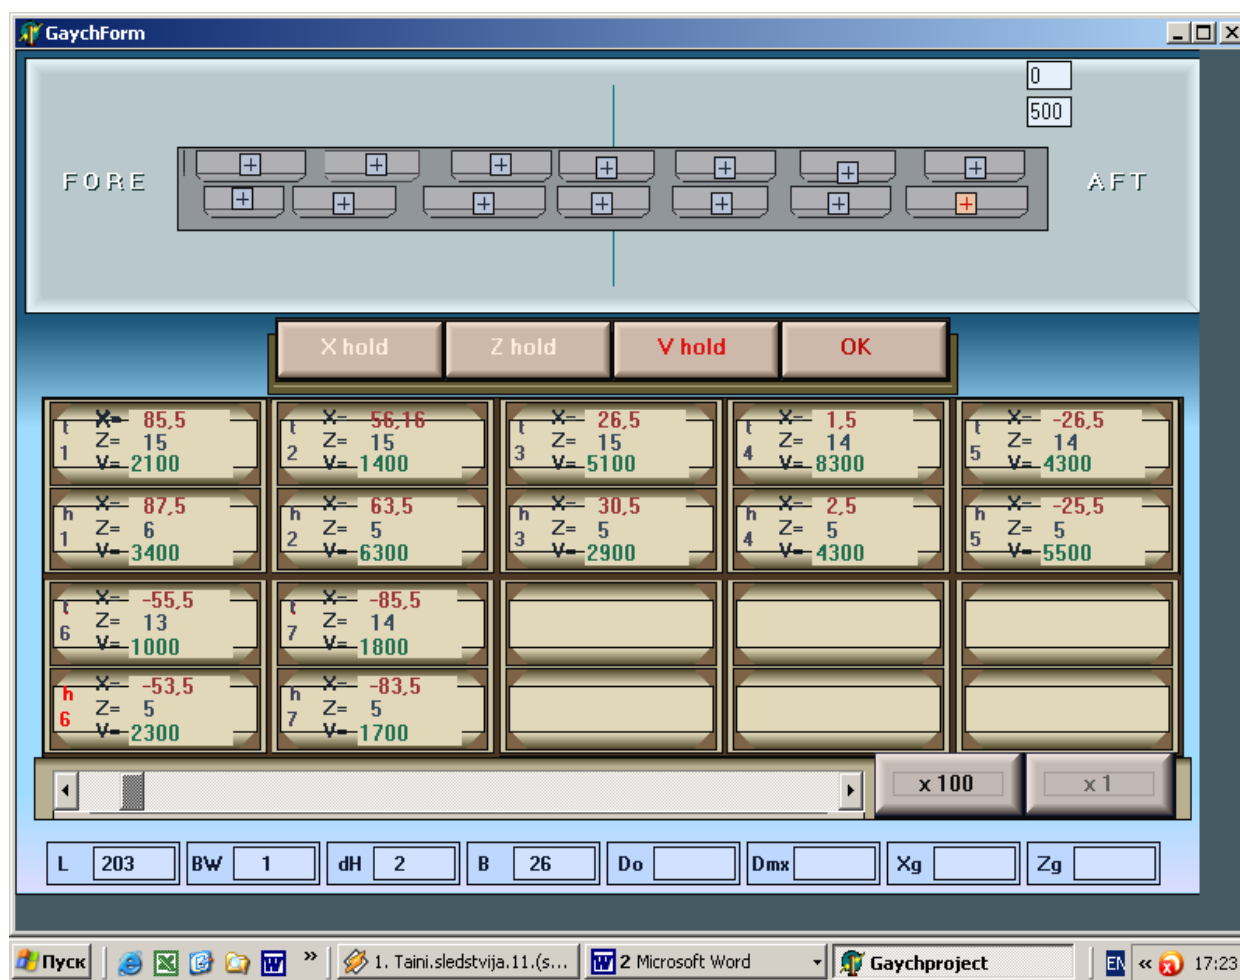 GaychForm
0
500
FORE
AFT
X hold Z hold V hold OK
t 1 X= 85,5 Z= 15 V= 2100
t 2 X= 56,16 Z= 15 V= 1400
t 3 X= 26,5 Z= 15 V= 5100
t 4 X= 1,5 Z= 14 V= 8300
t 5 X= -26,5 Z= 14 V= 4300
h 1 X= 87,5 Z= 6 V= 3400
h 2 X= 63,5 Z= 5 V= 6300
h 3 X= 30,5 Z= 5 V= 2900
h 4 X= 2,5 Z= 5 V= 4300
h 5 X= -25,5 Z= 5 V= 5500
t 6 X= -55,5 Z= 13 V= 1000
t 7 X= -85,5 Z= 14 V= 1800
h 6 X= -53,5 Z= 5 V= 2300
h 7 X= -83,5 Z= 5 V= 1700
x 100 x 1
L 203 BW 1 dH 2 B 26 Do Dmx Xg Zg
Пуск » 1. Taini.sledstvija.11.(s... 2 Microsoft Word Gaychproject EN « 17:23